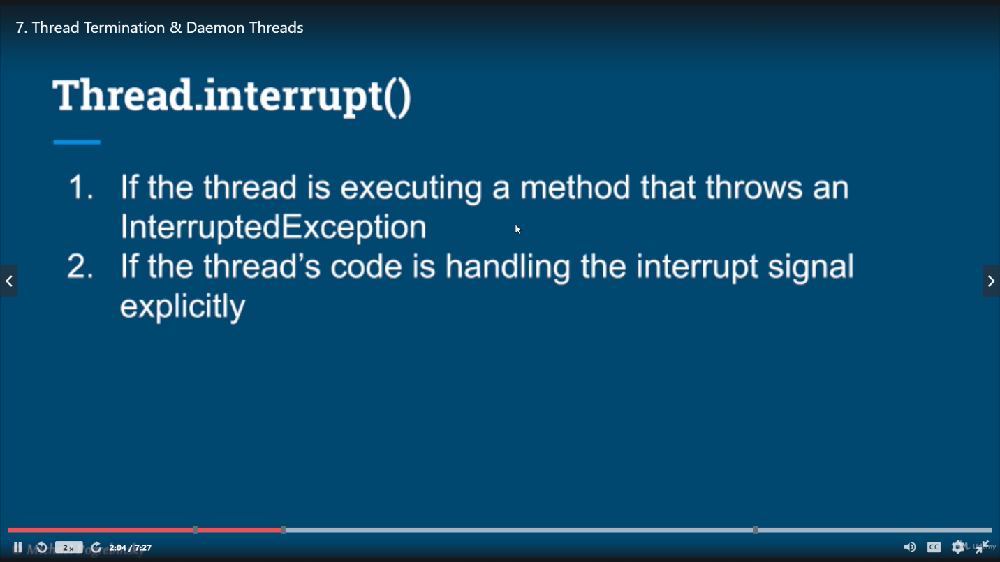 7. Thread Termination & Daemon Threads
Thread.interrupt()
1. If the thread is executing a method that throws an
InterruptedException
2. If the thread’s code is handling the interrupt signal
explicitly
2x
2:04 / 7:27
CC